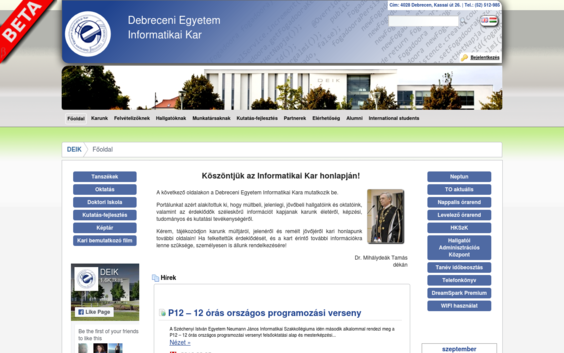 BETA
Cím: 4028 Debrecen, Kassai út 26. | Tel.: (52) 512-985
Debreceni Egyetem
Informatikai Kar
Bejelentkezés
DEIK
Főoldal
Karunk
Felvételizőknek
Hallgatóknak
Munkatársaknak
Kutatás-fejlesztés
Partnerek
Elérhetőség
Alumni
International students
DEIK
Főoldal
Tanszékek
Oktatás
Doktori Iskola
Kutatás-fejlesztés
Képtár
Kari bemutatkozó film
DEIK
Like Page
Be the first of your friends
to like this
Köszöntjük az Informatikai Kar honlapján!
A következő oldalakon a Debreceni Egyetem Informatikai Kara mutatkozik be.
Portálunkat azért alakítottuk ki, hogy múltbeli, jelenlegi, jövőbeli hallgatóink és oktatóink,
valamint az érdeklődők széleskörű információt kapjanak karunk életéről, képzési,
tudományos és kutatási tevékenységéről.
Kérem, tájékozódjon karunk múltjáról, jelenéről és remélt jövőjéről kari honlapunk
további oldalain! Ha felkeltettük érdeklődését, és a kart érintő további információkra
lenne szüksége, személyesen is állunk rendelkezésére!
Dr. Mihálydeák Tamás
dékán
Hírek
P12 – 12 órás országos programozási verseny
A Széchenyi István Egyetem Neumann János Informatikai Szakkollégiuma idén második alkalommal rendezi meg a
P12 – 12 órás országos programozási versenyt felsőoktatási alap és mesterképzési...
Nézet »
Neptun
TO aktuális
Nappalis órarend
Levelező órarend
HKSzK
Hallgatói
Adminisztrációs
Központ
Tanév időbeosztás
Telefonkönyv
DreamSpark Premium
WiFi használat
szeptember